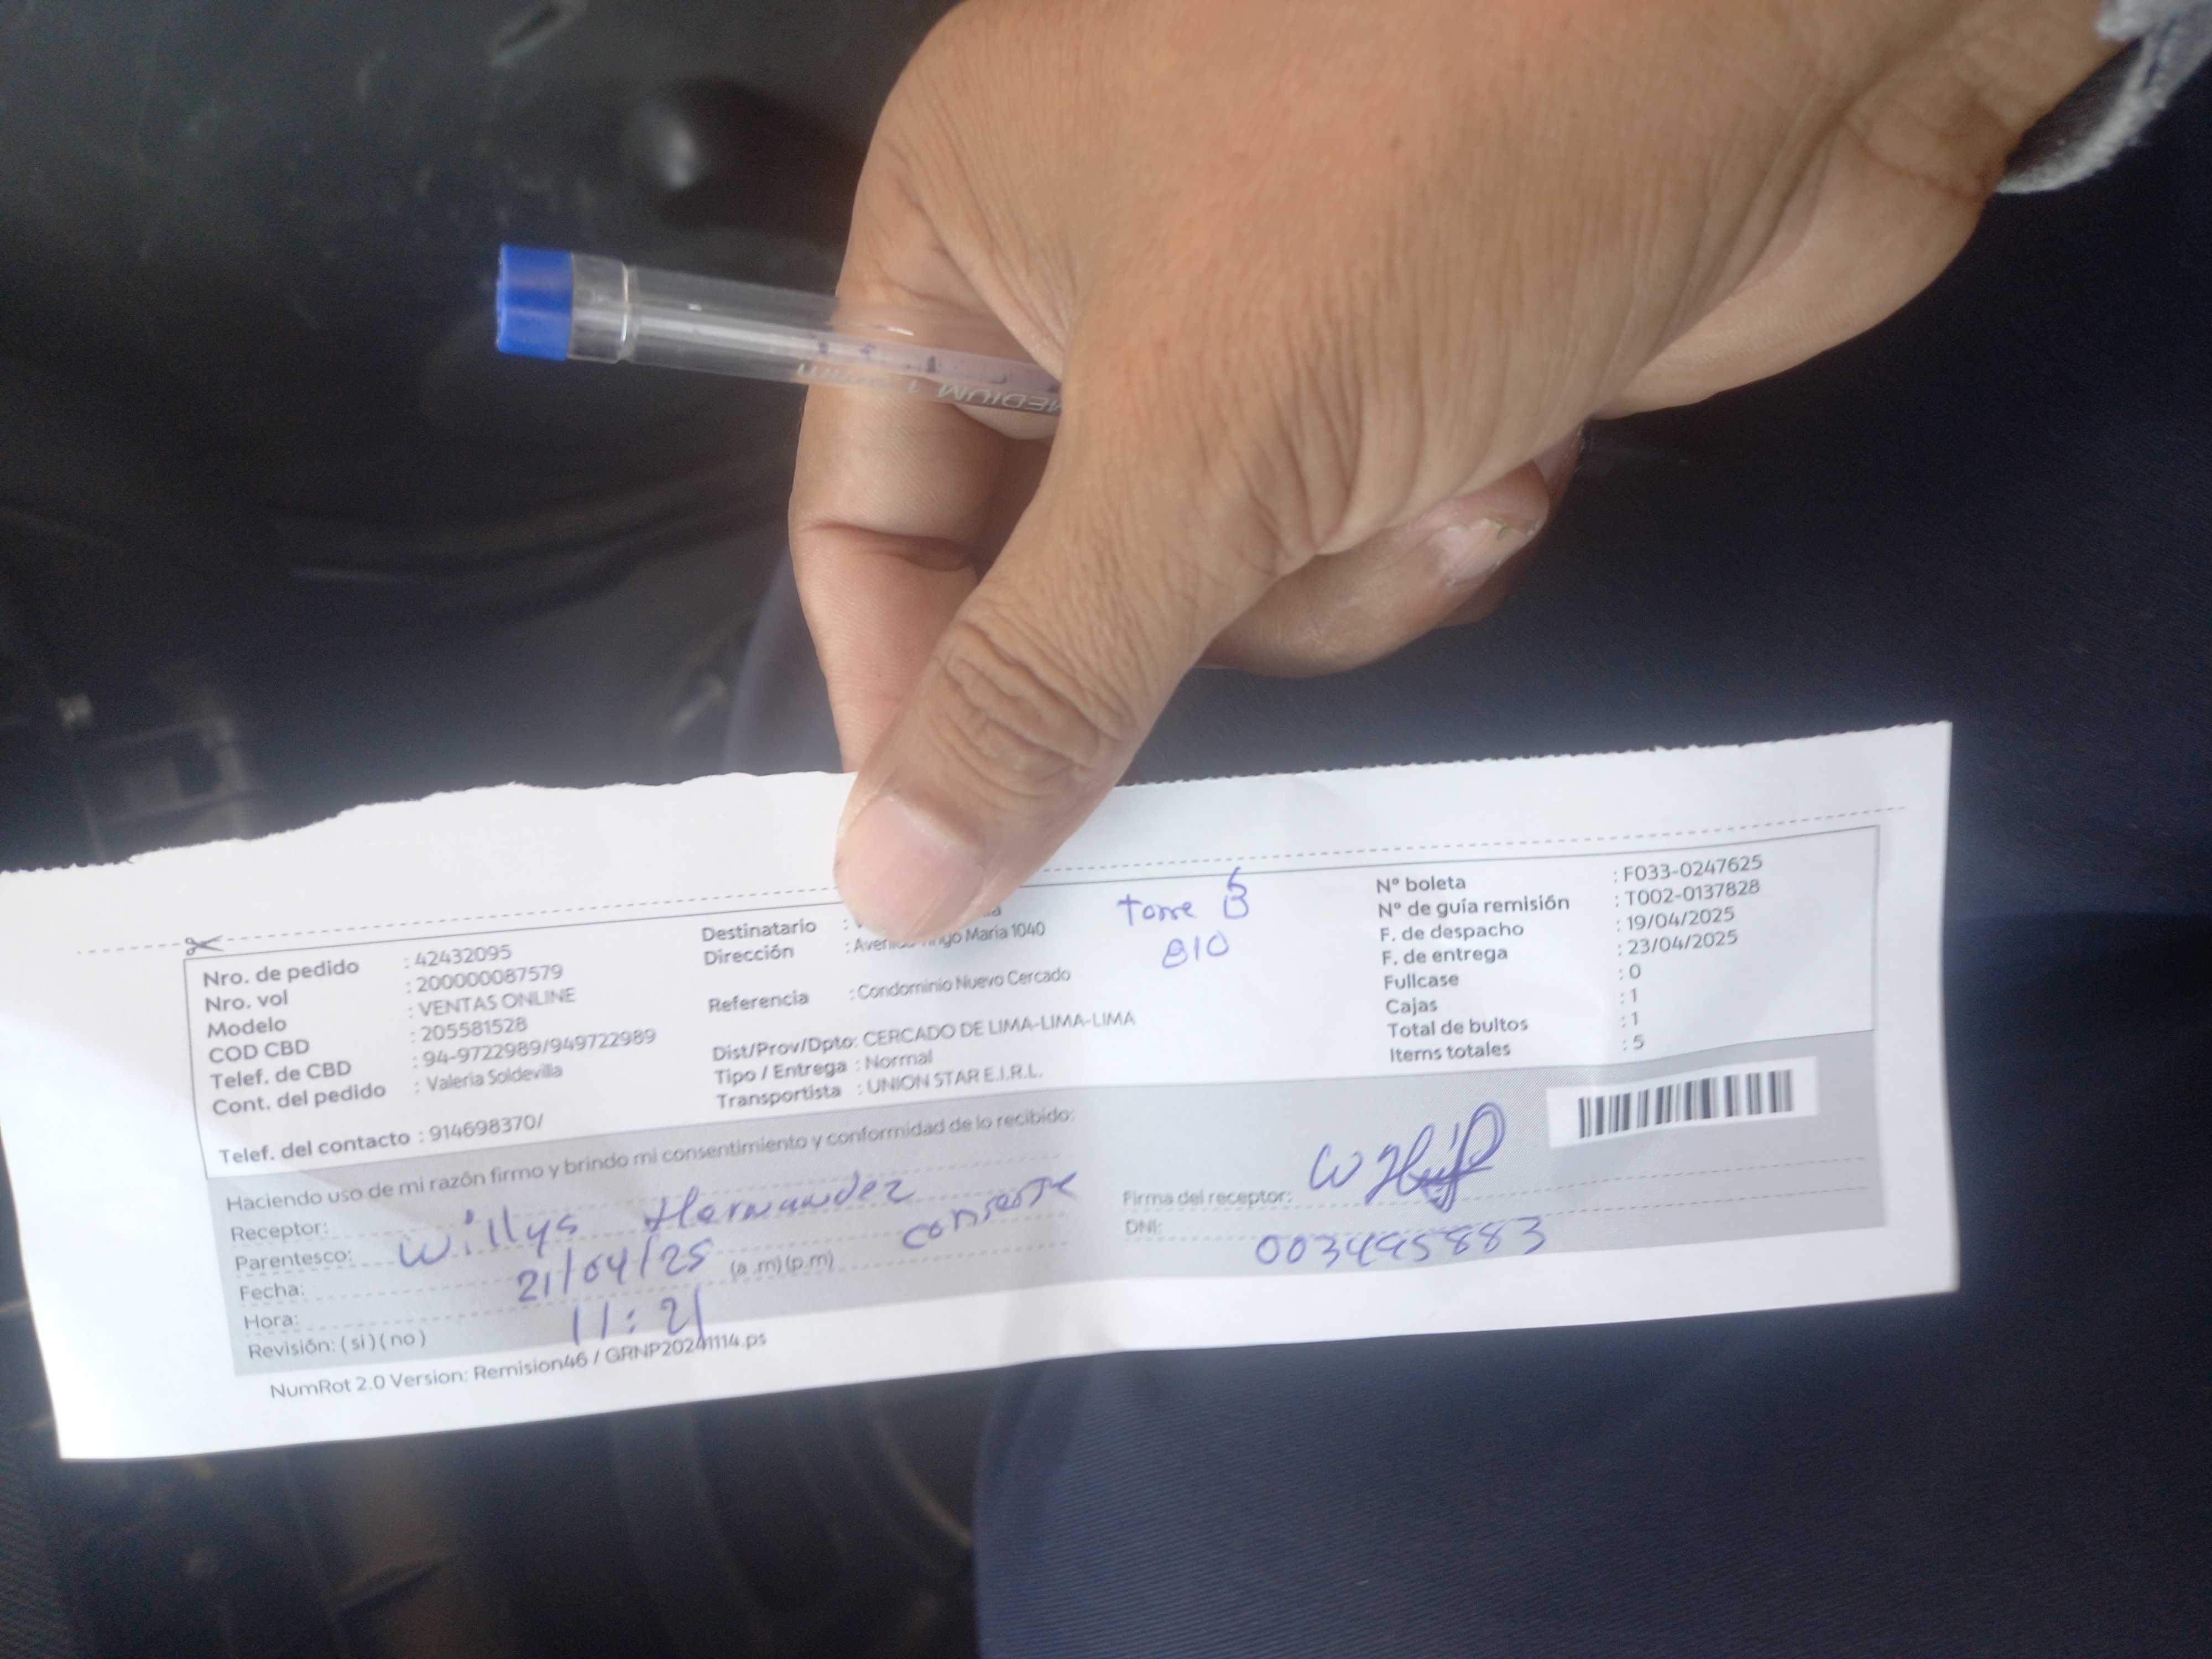 Nro. de pedido : 42432095
Nro. vol : 200000087579
Modelo : VENTAS ONLINE
COD CBD : 205581528
Telef. de CBD : 94-9722989/949722989
Cont. del pedido : Valeria Soldevilla
Telef. del contacto : 914698370/
Destinatario :
Dirección : María 1040
Referencia : Condominio Nuevo Cercado
Dist/Prov/Dpto: CERCADO DE LIMA-LIMA-LIMA
Tipo / Entrega : Normal
Transportista : UNION STAR E.I.R.L.
Torre
810
N° boleta : F033-0247625
N° de guía remisión : T002-0137828
F. de despacho : 19/04/2025
F. de entrega : 23/04/2025
Fullcase : 0
Cajas : 1
Total de bultos : 1
Items totales : 5
Haciendo uso de mi razón firmo y brindo mi consentimiento y conformidad de lo recibido:
Receptor: Willys Hernandez
Parentesco:
Fecha: 21/04/25 (a .m) (p.m)
Hora: 11:21
Revisión: ( si ) ( no )
Firma del receptor:
DNI: 003495883
NumRot 2.0 Version: Remision46 / GRNP20241114.ps
MEDIUM